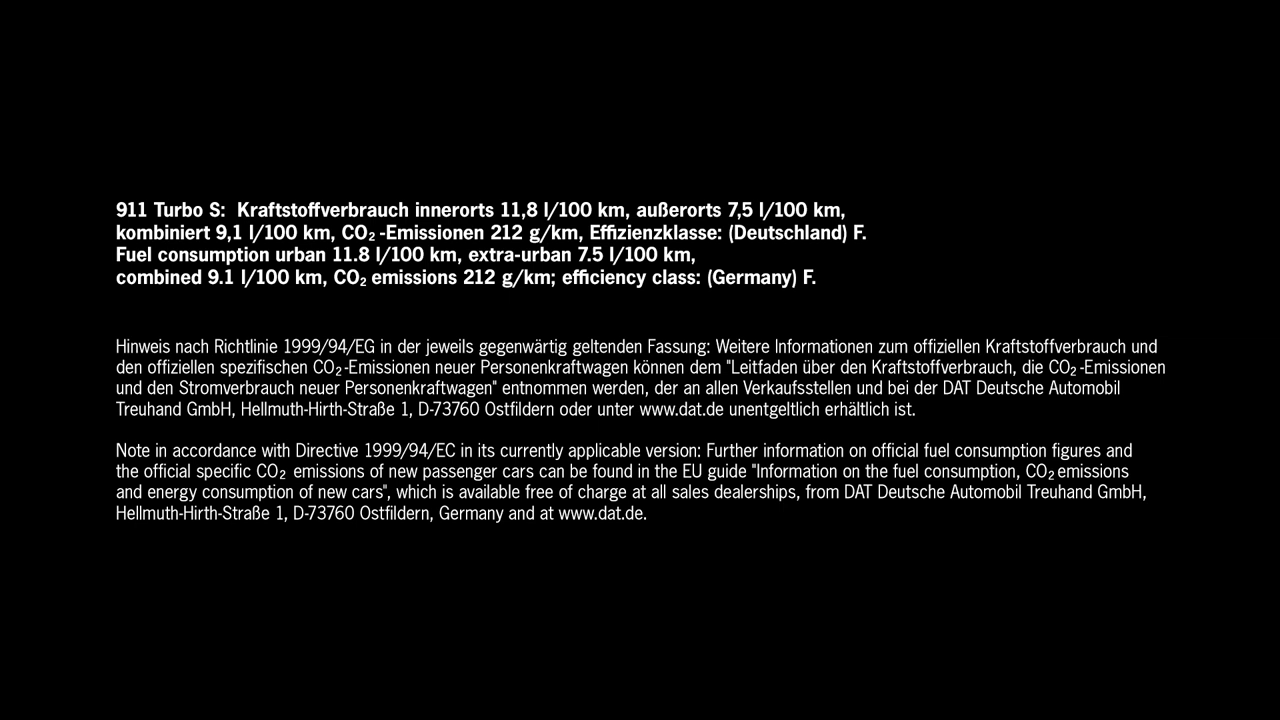 911 Turbo S:  Kraftstoffverbrauch innerorts 11,8 l/100 km, außerorts 7,5 l/100 km,
kombiniert 9,1 l/100 km, CO₂ -Emissionen 212 g/km, Effizienzklasse: (Deutschland) F.
Fuel consumption urban 11.8 l/100 km, extra-urban 7.5 l/100 km,
combined 9.1 l/100 km, CO₂ emissions 212 g/km; efficiency class: (Germany) F.
Hinweis nach Richtlinie 1999/94/EG in der jeweils gegenwärtig geltenden Fassung: Weitere Informationen zum offiziellen Kraftstoffverbrauch und
den offiziellen spezifischen CO₂-Emissionen neuer Personenkraftwagen können dem "Leitfaden über den Kraftstoffverbrauch, die CO₂ -Emissionen
und den Stromverbrauch neuer Personenkraftwagen" entnommen werden, der an allen Verkaufsstellen und bei der DAT Deutsche Automobil
Treuhand GmbH, Hellmuth-Hirth-Straße 1, D-73760 Ostfildern oder unter www.dat.de unentgeltlich erhältlich ist.
Note in accordance with Directive 1999/94/EC in its currently applicable version: Further information on official fuel consumption figures and
the official specific CO₂ emissions of new passenger cars can be found in the EU guide "Information on the fuel consumption, CO₂ emissions
and energy consumption of new cars", which is available free of charge at all sales dealerships, from DAT Deutsche Automobil Treuhand GmbH,
Hellmuth-Hirth-Straße 1, D-73760 Ostfildern, Germany and at www.dat.de.